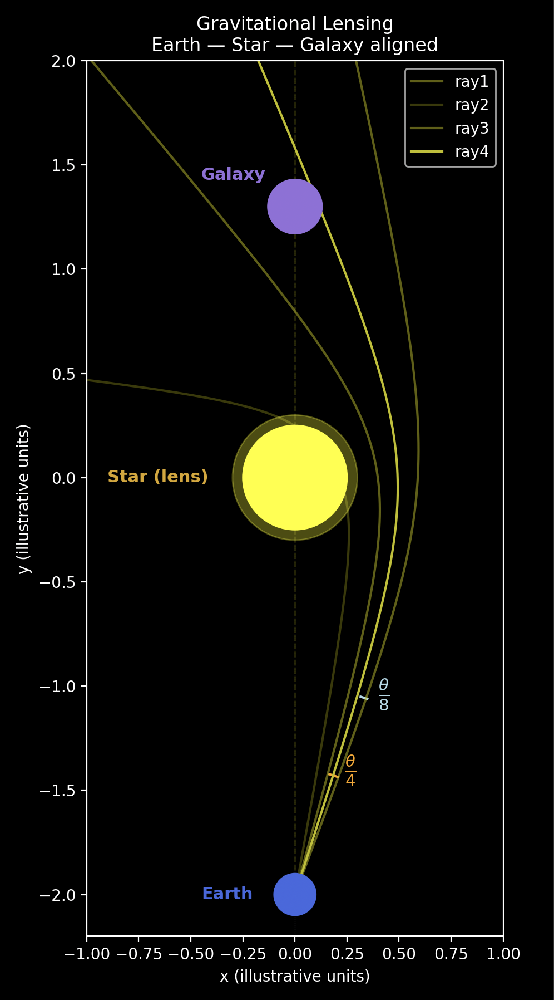 Gravitational Lensing
Earth — Star — Galaxy aligned
2.0
1.5
1.0
0.5
0.0
−0.5
−1.0
−1.5
−2.0
y (illustrative units)
ray1
ray2
ray3
ray4
Galaxy
Star (lens)
θ
8
θ
4
Earth
−1.00 −0.75 −0.50 −0.25 0.00 0.25 0.50 0.75 1.00
x (illustrative units)